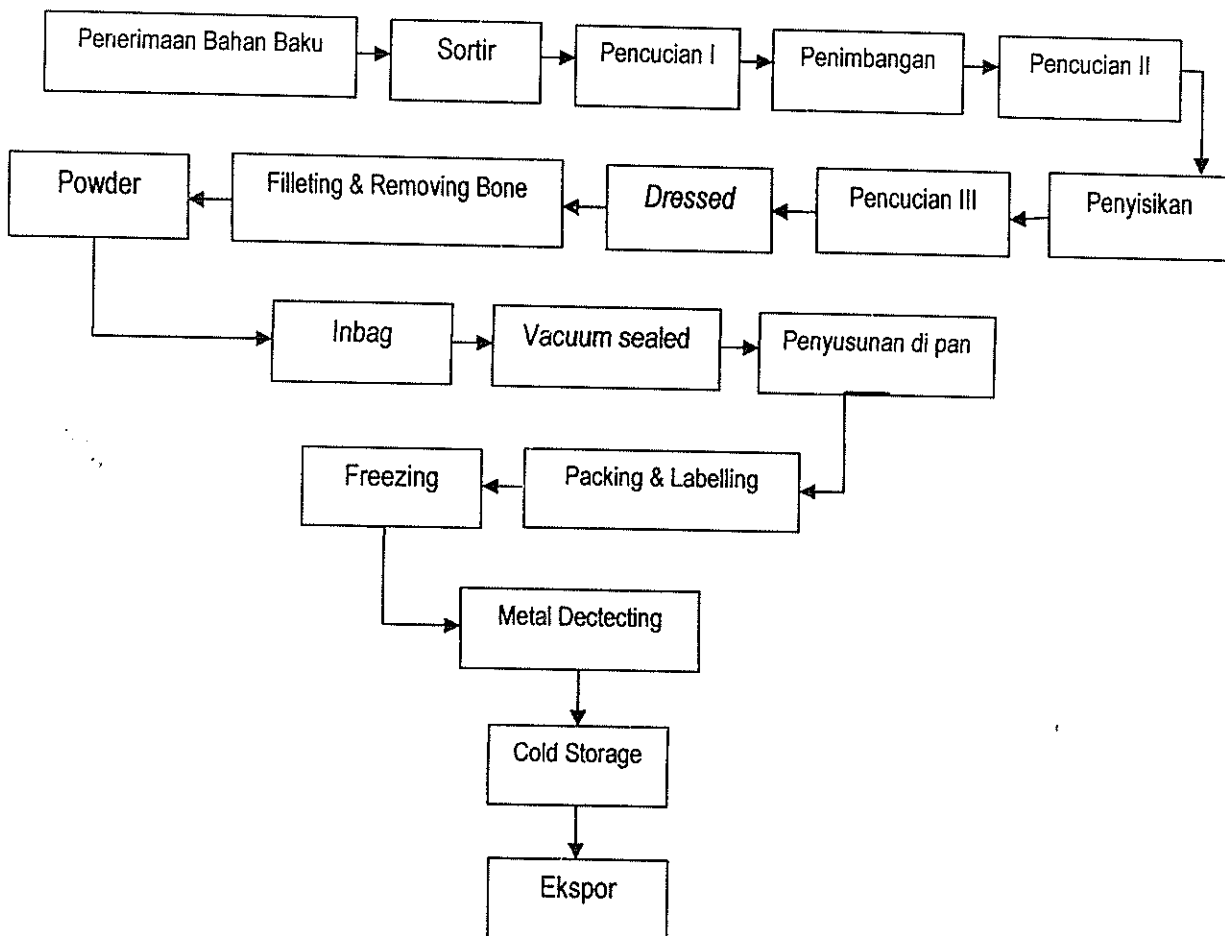 Penerimaan Bahan Baku
Sortir
Pencucian I
Penimbangan
Pencucian II
Penyisikan
Pencucian III
Dressed
Filleting & Removing Bone
Powder
Inbag
Vacuum sealed
Penyusunan di pan
Packing & Labelling
Freezing
Metal Dectecting
Cold Storage
Ekspor